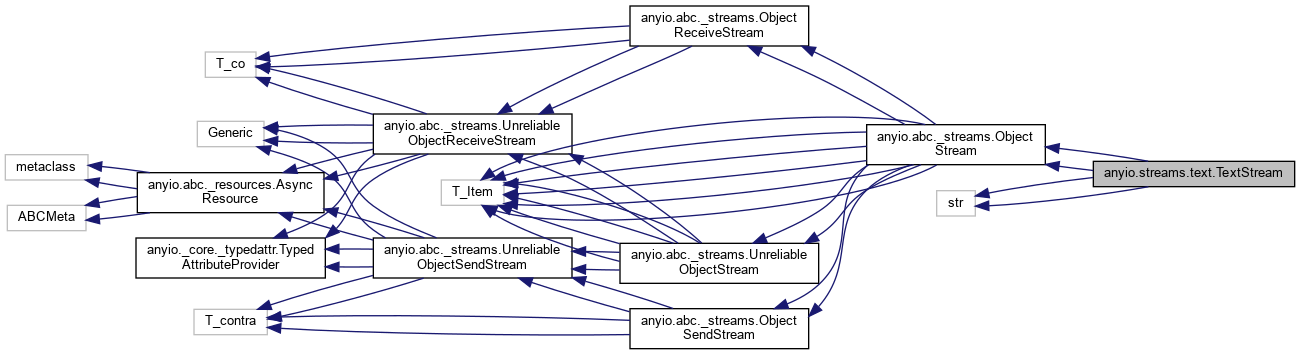 anyio.abc._streams.Object
ReceiveStream
T_co
Generic
anyio.abc._streams.Unreliable
ObjectReceiveStream
anyio.abc._streams.Object
Stream
metaclass
anyio.abc._resources.Async
Resource
T_Item
anyio.streams.text.TextStream
str
ABCMeta
anyio._core._typedattr.Typed
AttributeProvider
anyio.abc._streams.Unreliable
ObjectSendStream
anyio.abc._streams.Unreliable
ObjectStream
T_contra
anyio.abc._streams.Object
SendStream